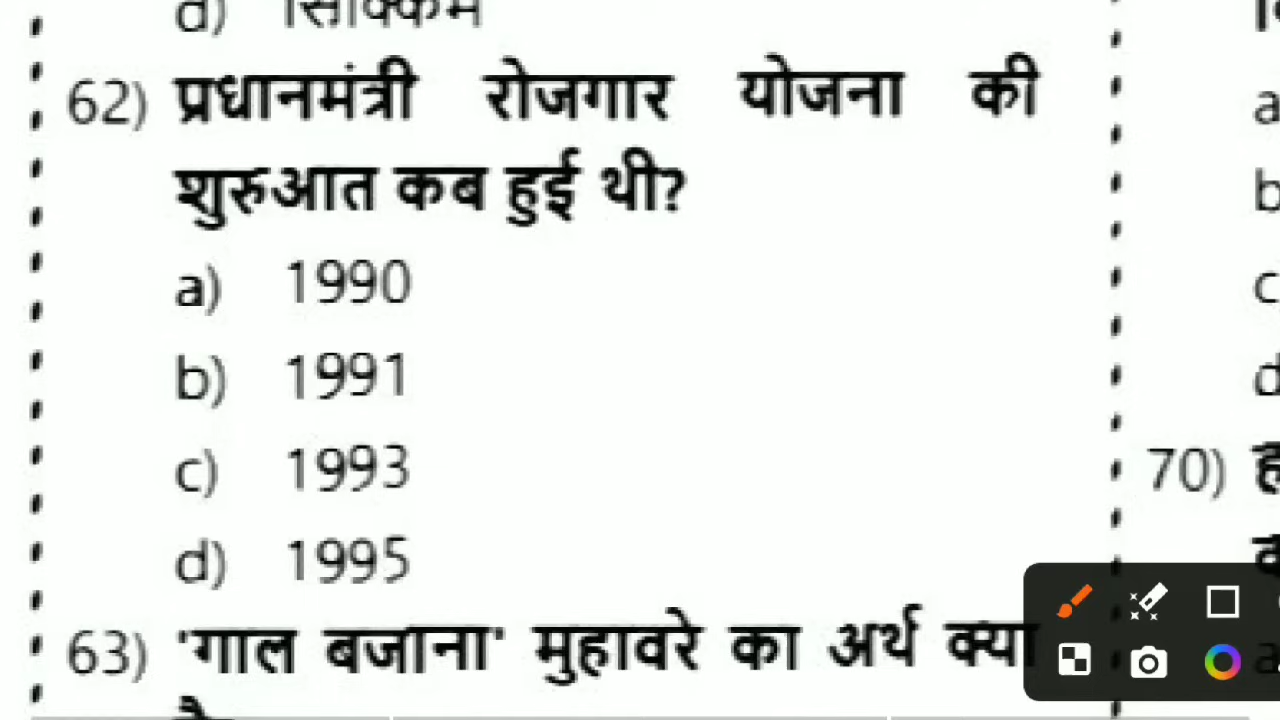 d) सिक्किम
62) प्रधानमंत्री रोजगार योजना की
शुरुआत कब हुई थी?
a) 1990
b) 1991
c) 1993
d) 1995
63) 'गाल बजाना' मुहावरे का अर्थ क्या
है
a
b
c
d
70)